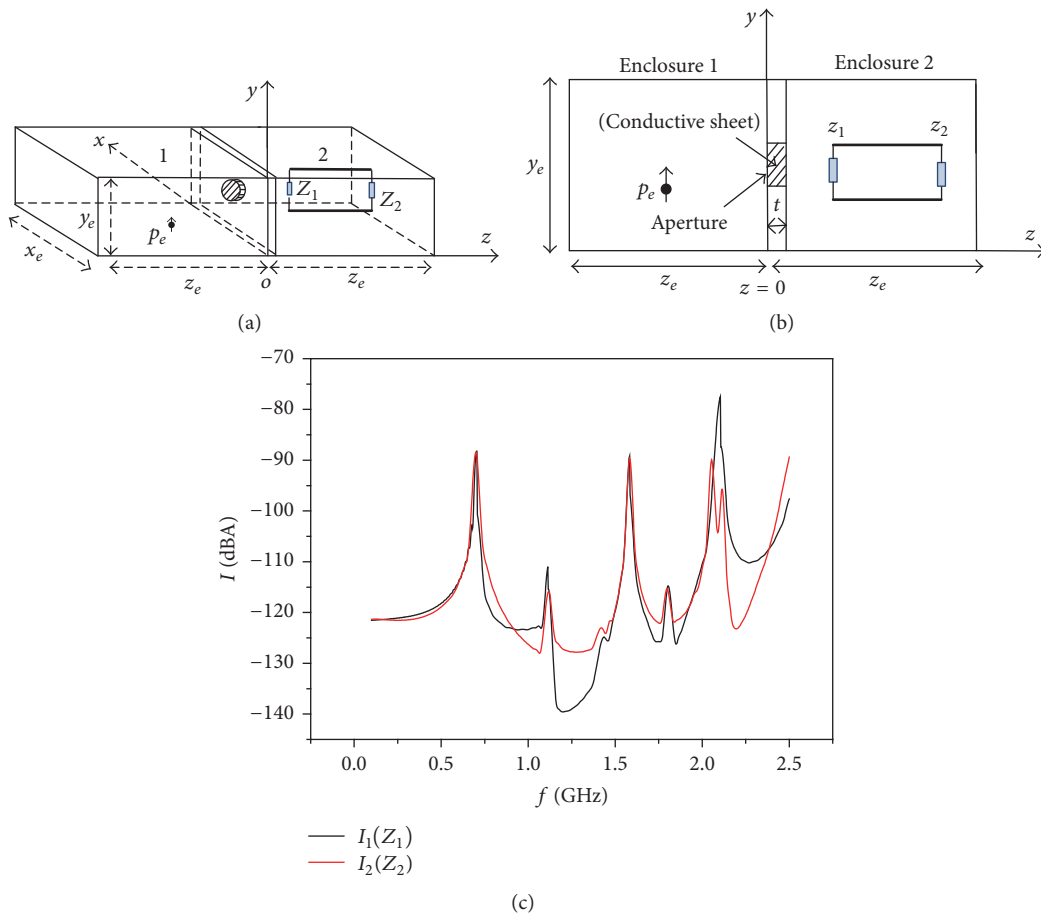 y
x
1
2
Z₁
Z₂
yₑ
pₑ
xₑ
zₑ
o
zₑ
z
(a)
y
Enclosure 1
Enclosure 2
(Conductive sheet)
z₁
z₂
yₑ
pₑ
t
Aperture
z
zₑ
z = 0
zₑ
(b)
−70
−80
−90
−100
−110
−120
−130
−140
I (dBA)
0.0
0.5
1.0
1.5
2.0
2.5
f (GHz)
I₁(Z₁)
I₂(Z₂)
(c)